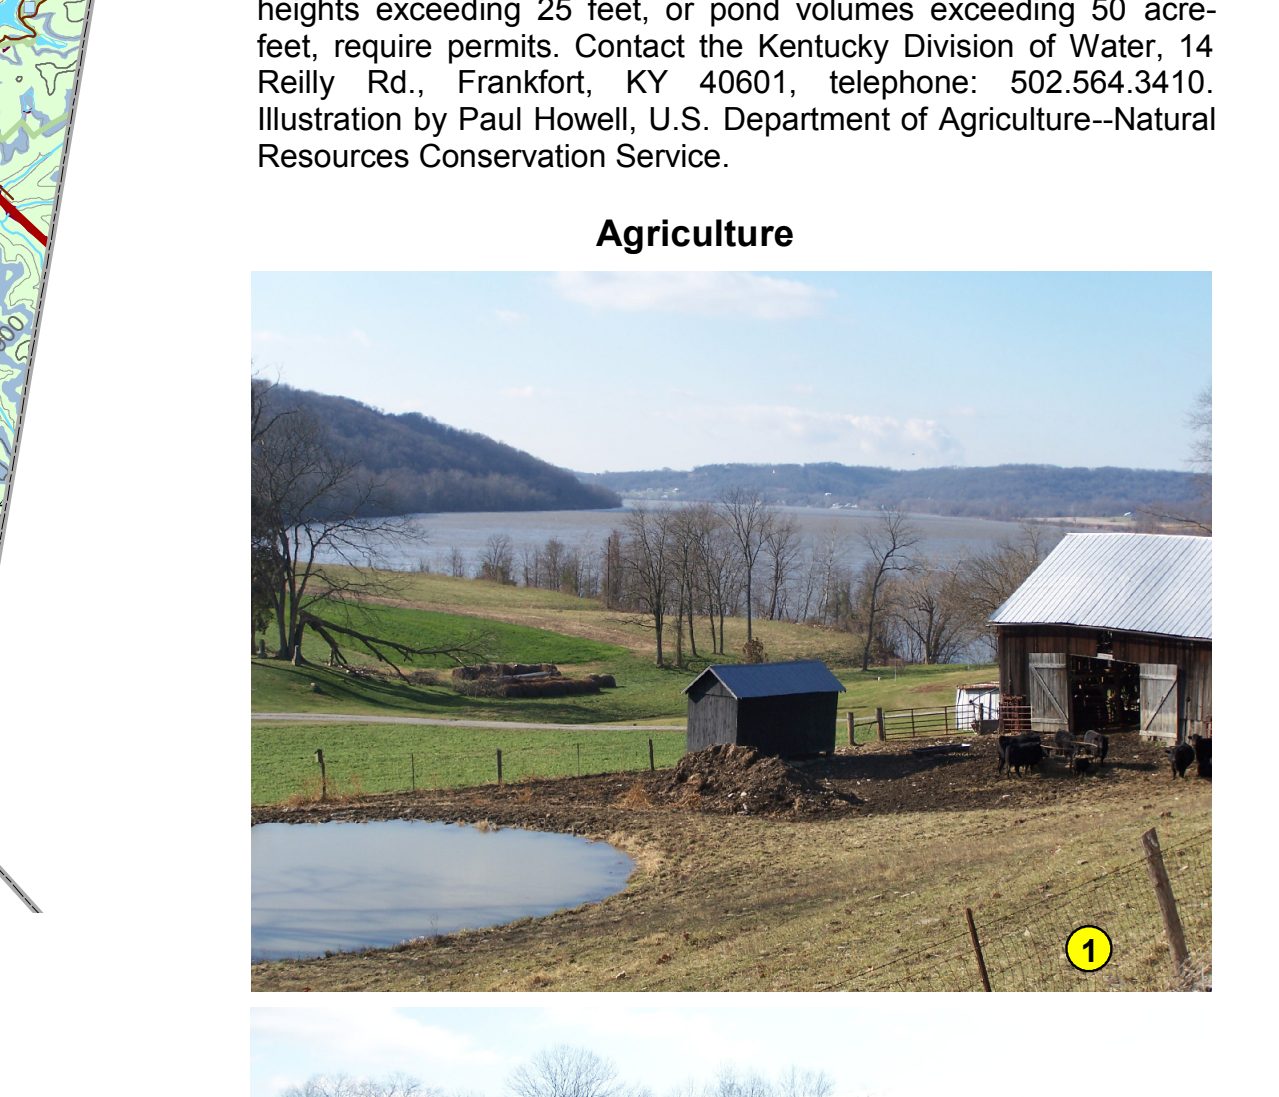 heights exceeding 25 feet, or pond volumes exceeding 50 acre-
feet, require permits. Contact the Kentucky Division of Water, 14
Reilly Rd., Frankfort, KY 40601, telephone: 502.564.3410.
Illustration by Paul Howell, U.S. Department of Agriculture--Natural
Resources Conservation Service.
Agriculture
1